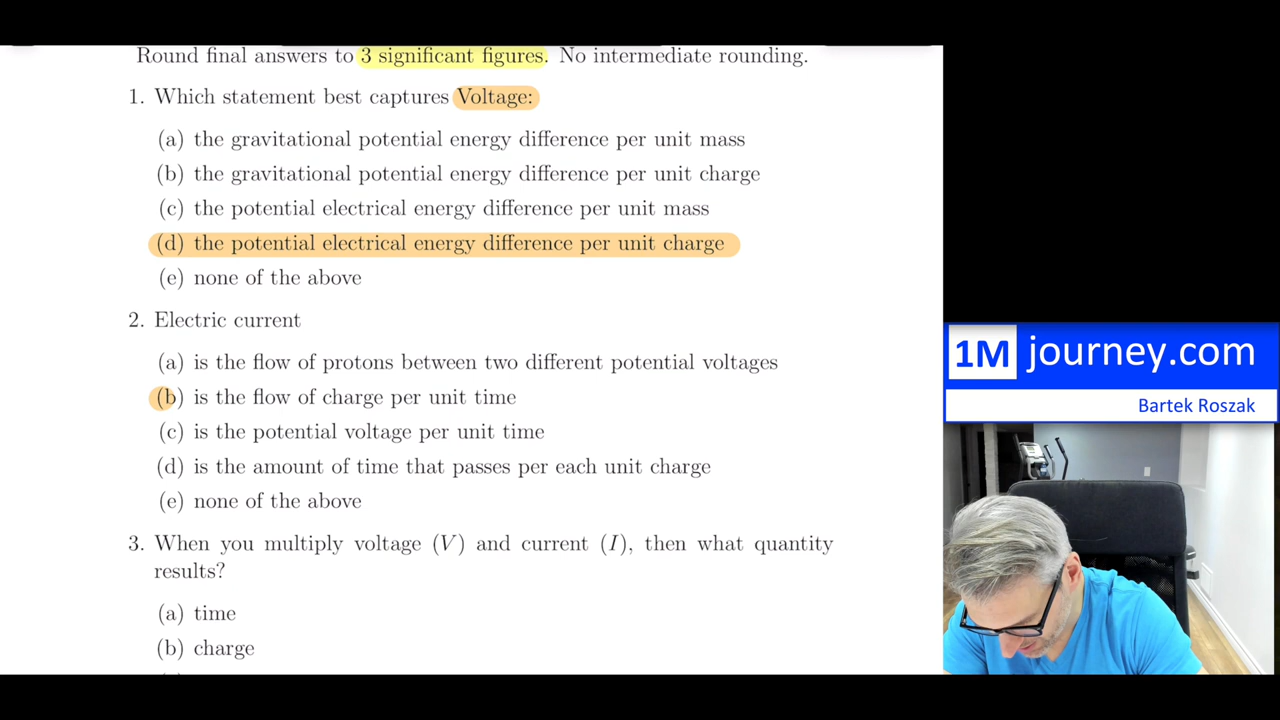 Round final answers to 3 significant figures. No intermediate rounding.
1. Which statement best captures Voltage:
(a) the gravitational potential energy difference per unit mass
(b) the gravitational potential energy difference per unit charge
(c) the potential electrical energy difference per unit mass
(d) the potential electrical energy difference per unit charge
(e) none of the above
2. Electric current
(a) is the flow of protons between two different potential voltages
(b) is the flow of charge per unit time
(c) is the potential voltage per unit time
(d) is the amount of time that passes per each unit charge
(e) none of the above
3. When you multiply voltage (V) and current (I), then what quantity
results?
(a) time
(b) charge
1M journey.com
Bartek Roszak